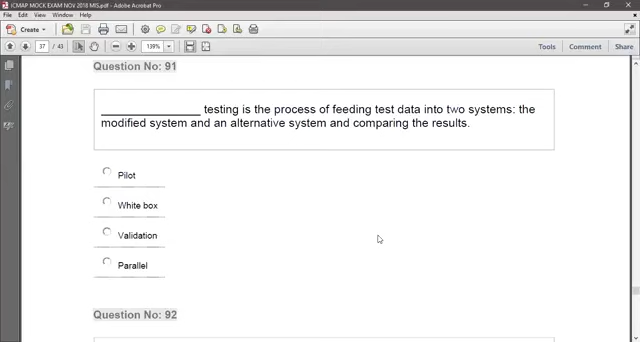 ICMAP MOCK EXAM NOV 2018 MIS.pdf - Adobe Acrobat Pro
File Edit View Window Help
Create
37 / 43 139% Tools Comment Share
Question No: 91
_________________ testing is the process of feeding test data into two systems: the
modified system and an alternative system and comparing the results.
Pilot
White box
Validation
Parallel
Question No: 92